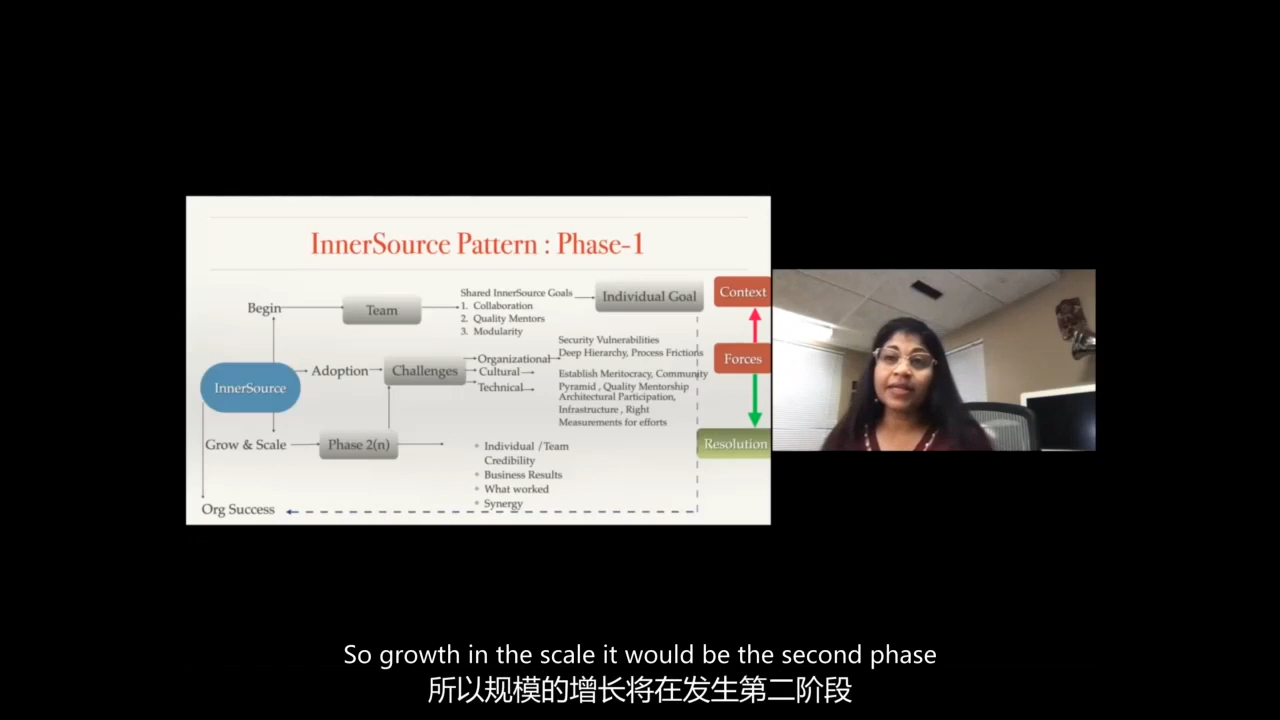 InnerSource Pattern : Phase-1
Begin
Team
Shared InnerSource Goals
1. Collaboration
2. Quality Mentors
3. Modularity
Individual Goal
Context
Forces
Resolution
InnerSource
Adoption
Challenges
Organizational
Cultural
Technical
Security Vulnerabilities
Deep Hierarchy, Process Frictions
Establish Meritocracy, Community
Pyramid , Quality Mentorship
Architectural Participation,
Infrastructure , Right
Measurements for efforts
Grow & Scale
Phase 2(n)
Individual /Team
Credibility
Business Results
What worked
Synergy
Org Success
So growth in the scale it would be the second phase
所以规模的增长将在发生第二阶段